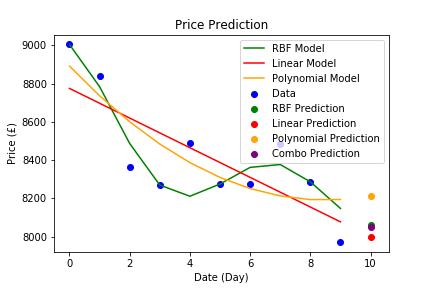 Price Prediction
9000
8800
8600
8400
8200
8000
Price (£)
0
2
4
6
8
10
Date (Day)
RBF Model
Linear Model
Polynomial Model
Data
RBF Prediction
Linear Prediction
Polynomial Prediction
Combo Prediction